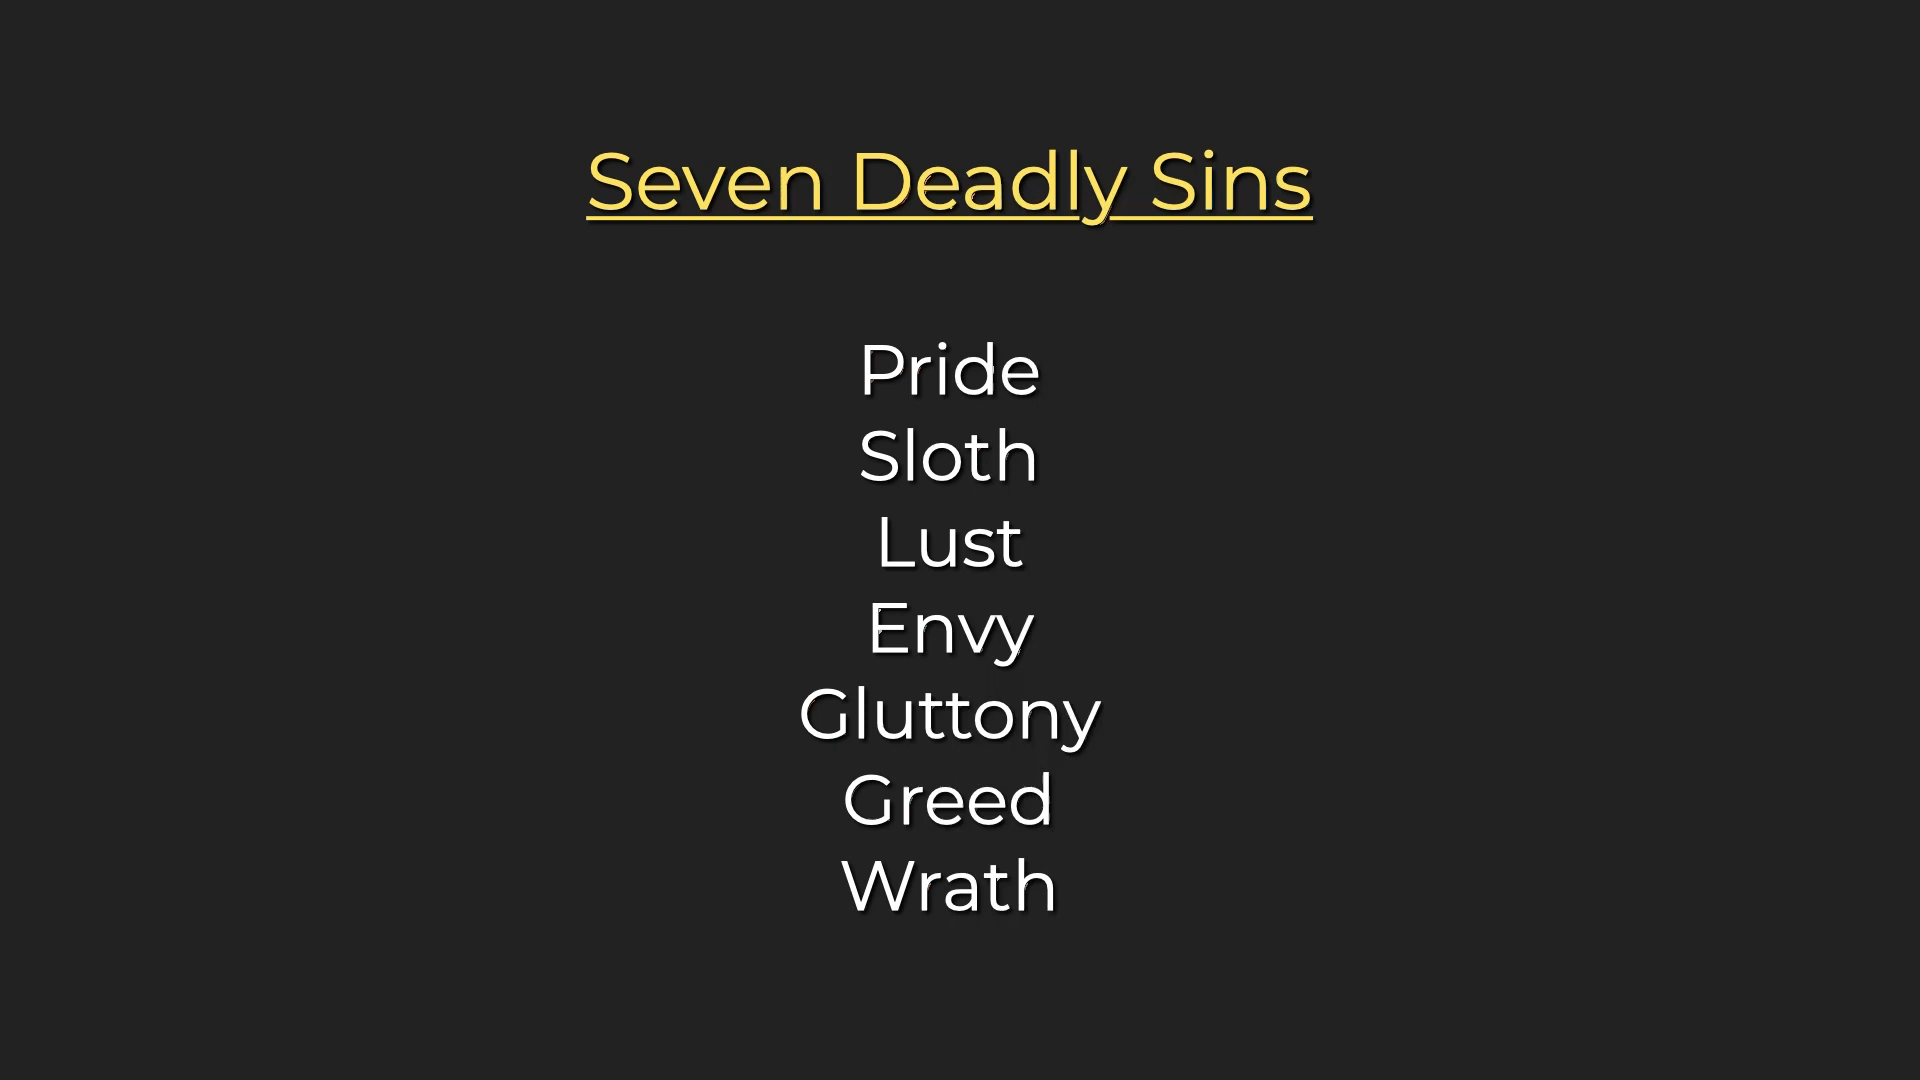 Seven Deadly Sins
Pride
Sloth
Lust
Envy
Gluttony
Greed
Wrath